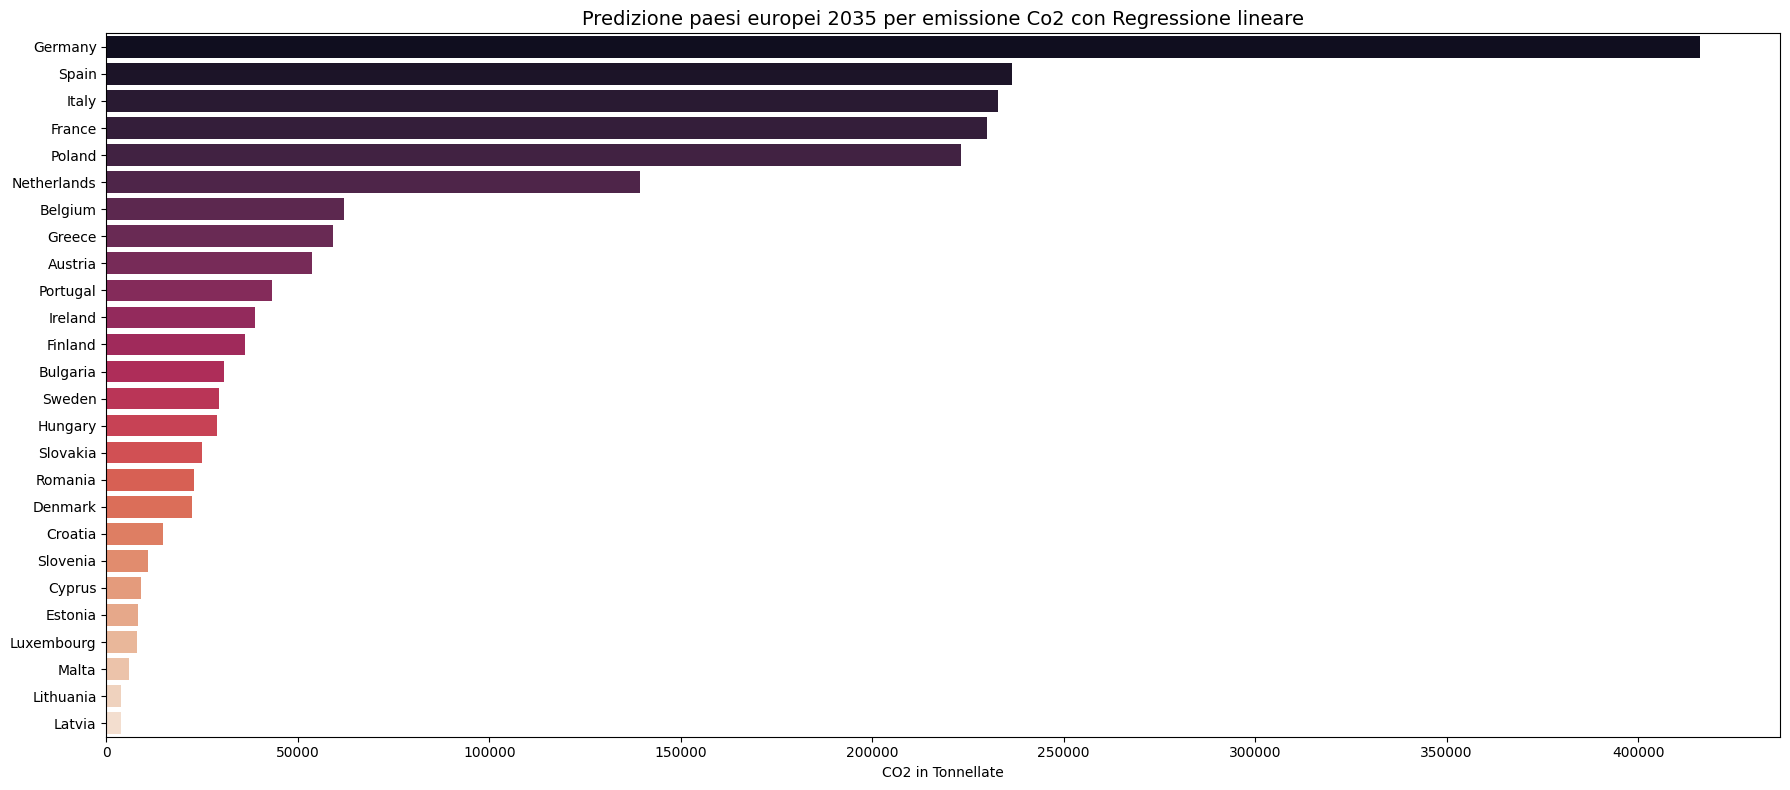 Predizione paesi europei 2035 per emissione Co2 con Regressione lineare
Germany
Spain
Italy
France
Poland
Netherlands
Belgium
Greece
Austria
Portugal
Ireland
Finland
Bulgaria
Sweden
Hungary
Slovakia
Romania
Denmark
Croatia
Slovenia
Cyprus
Estonia
Luxembourg
Malta
Lithuania
Latvia
0 50000 100000 150000 200000 250000 300000 350000 400000
CO2 in Tonnellate